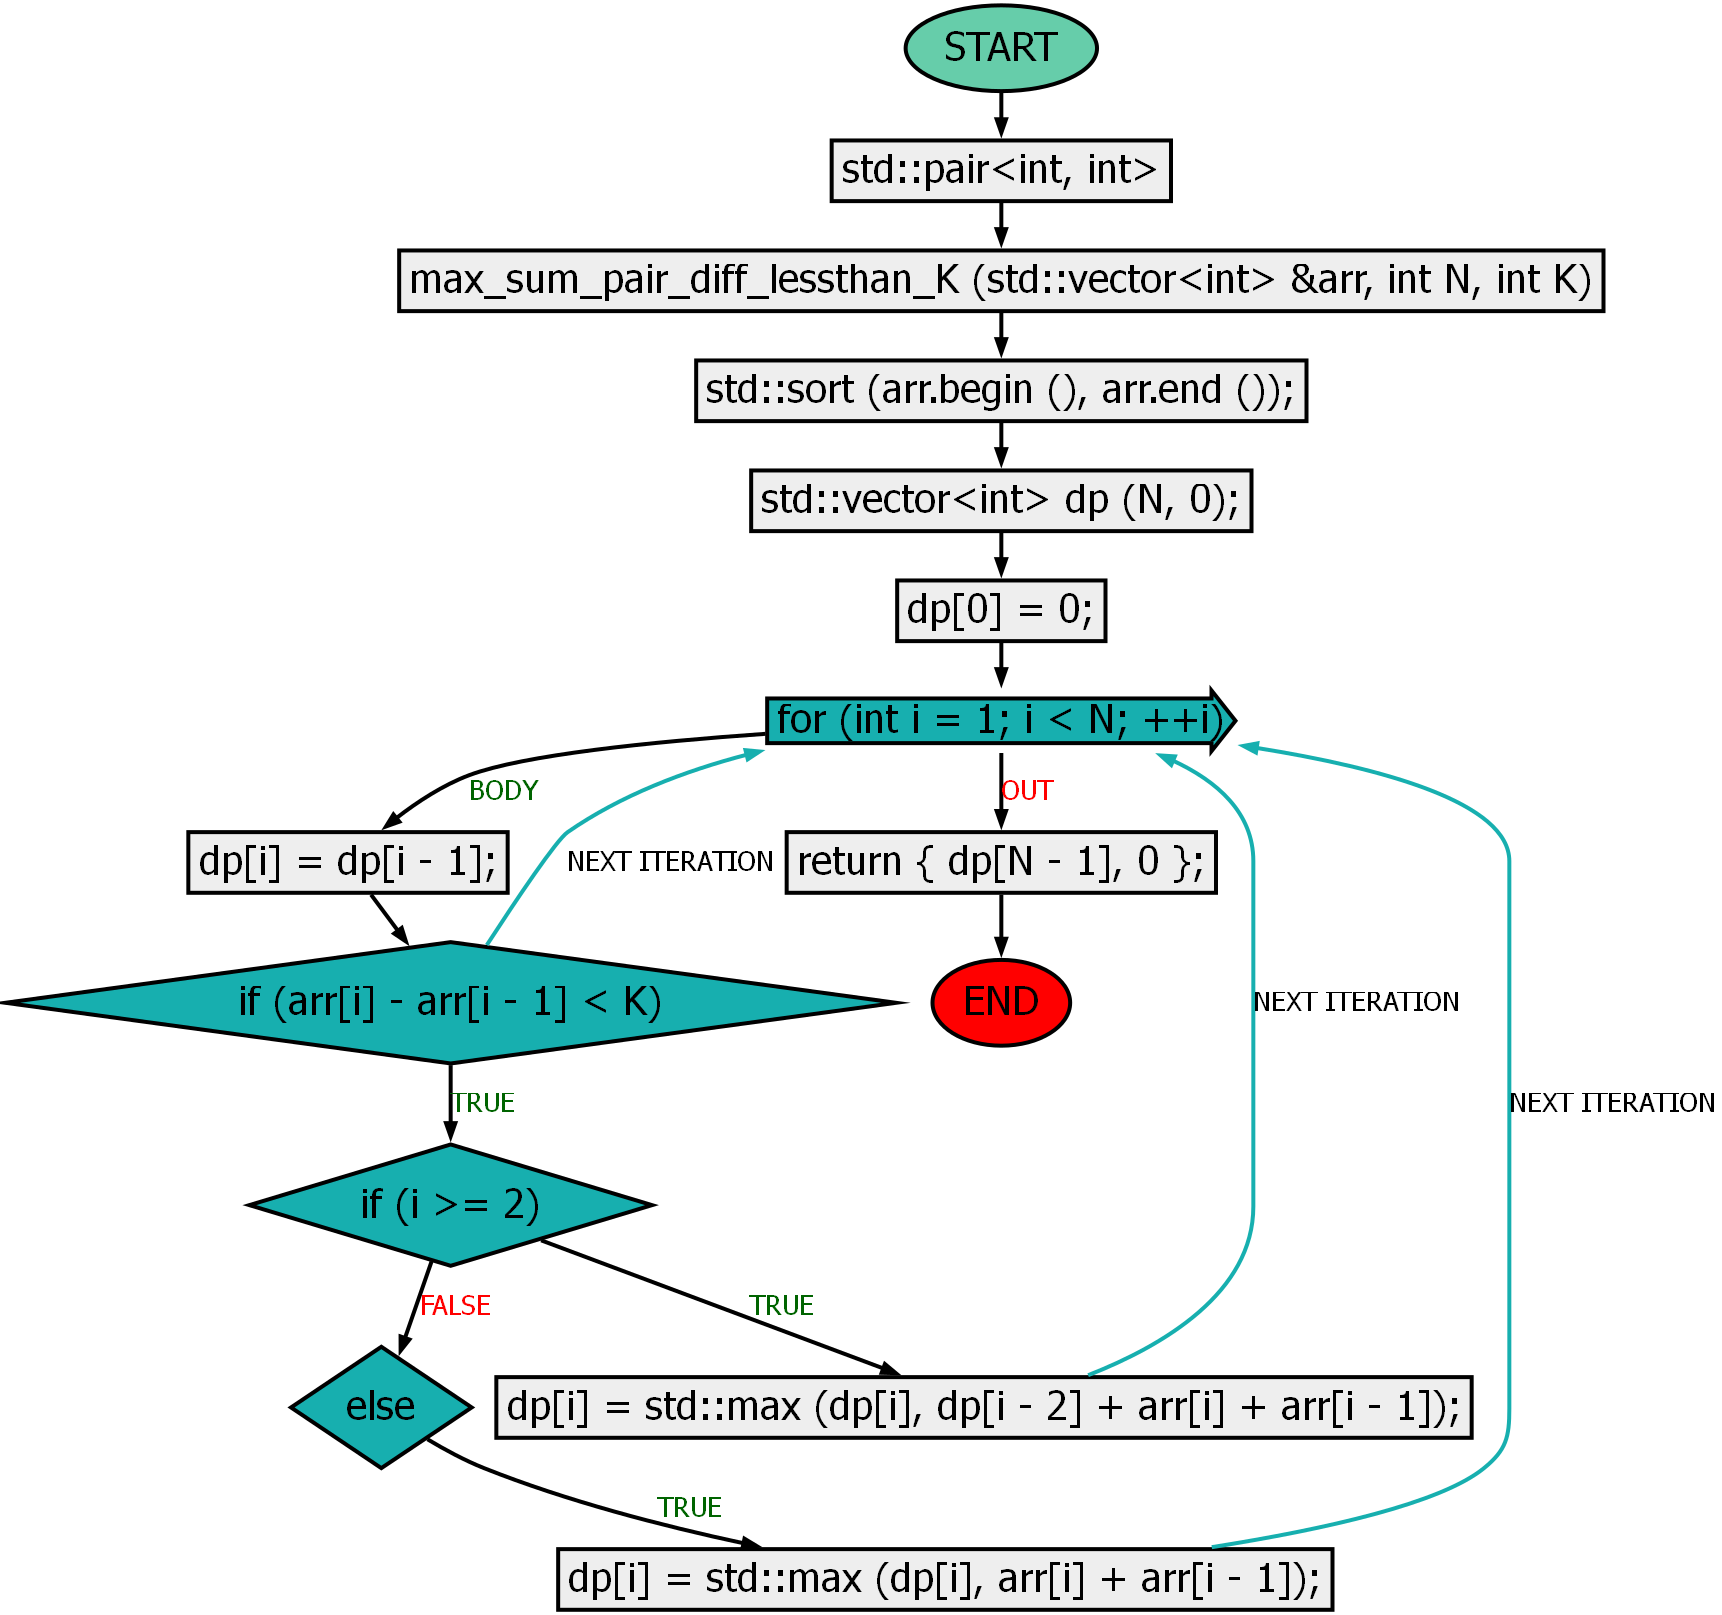 START
std::pair<int, int>
max_sum_pair_diff_lessthan_K (std::vector<int> &arr, int N, int K)
std::sort (arr.begin (), arr.end ());
std::vector<int> dp (N, 0);
dp[0] = 0;
for (int i = 1; i < N; ++i)
BODY
OUT
dp[i] = dp[i - 1];
NEXT ITERATION
return { dp[N - 1], 0 };
if (arr[i] - arr[i - 1] < K)
END
NEXT ITERATION
TRUE
NEXT ITERATION
if (i >= 2)
FALSE
TRUE
else
dp[i] = std::max (dp[i], dp[i - 2] + arr[i] + arr[i - 1]);
TRUE
dp[i] = std::max (dp[i], arr[i] + arr[i - 1]);